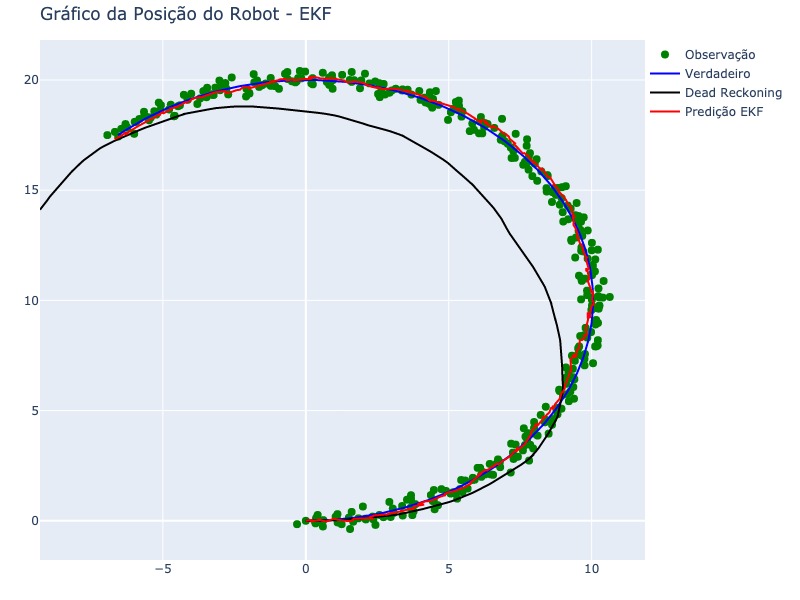 Gráfico da Posição do Robot - EKF
Observação
Verdadeiro
Dead Reckoning
Predição EKF
20
15
10
5
0
−5
0
5
10